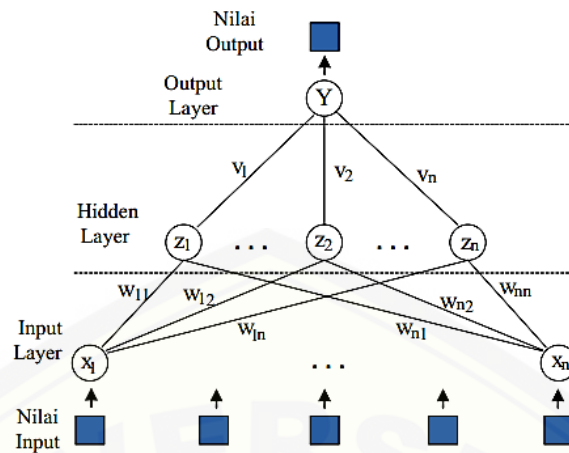 Nilai
Output
Output
Layer
Y
v1 v2 vn
Hidden
Layer
z1 . . . z2 . . . zn
w11 w12 w1n wn1 wn2 wnn
Input
Layer
x1 . . . xn
Nilai
Input